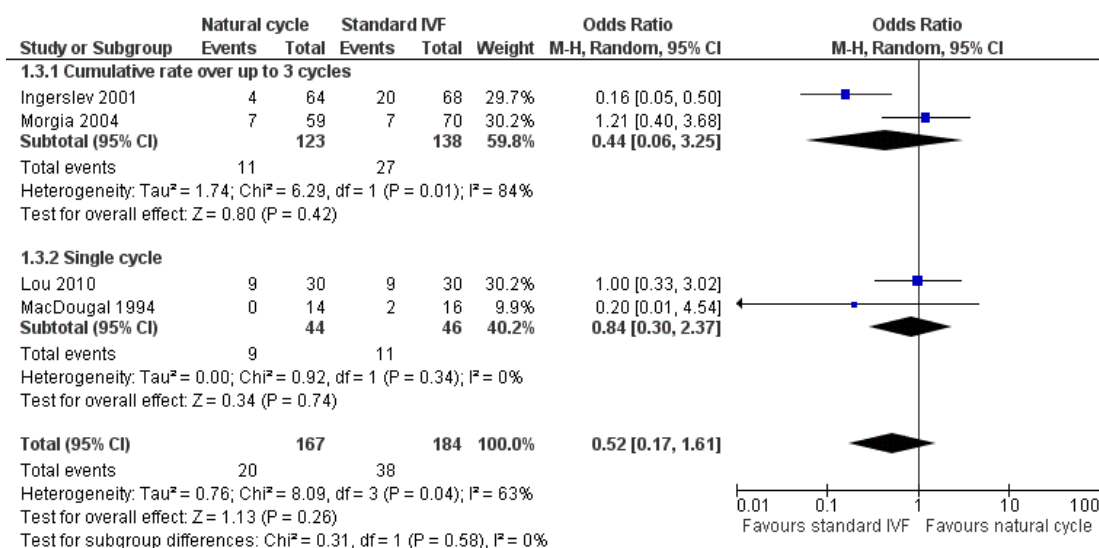 Natural cycle Standard IVF Odds Ratio Odds Ratio
Study or Subgroup Events Total Events Total Weight M-H, Random, 95% CI M-H, Random, 95% CI
1.3.1 Cumulative rate over up to 3 cycles
Ingerslev 2001 4 64 20 68 29.7% 0.16 [0.05, 0.50]
Morgia 2004 7 59 7 70 30.2% 1.21 [0.40, 3.68]
Subtotal (95% CI) 123 138 59.8% 0.44 [0.06, 3.25]
Total events 11 27
Heterogeneity: Tau² = 1.74; Chi² = 6.29, df = 1 (P = 0.01); I² = 84%
Test for overall effect: Z = 0.80 (P = 0.42)
1.3.2 Single cycle
Lou 2010 9 30 9 30 30.2% 1.00 [0.33, 3.02]
MacDougal 1994 0 14 2 16 9.9% 0.20 [0.01, 4.54]
Subtotal (95% CI) 44 46 40.2% 0.84 [0.30, 2.37]
Total events 9 11
Heterogeneity: Tau² = 0.00; Chi² = 0.92, df = 1 (P = 0.34); I² = 0%
Test for overall effect: Z = 0.34 (P = 0.74)
Total (95% CI) 167 184 100.0% 0.52 [0.17, 1.61]
Total events 20 38
Heterogeneity: Tau² = 0.76; Chi² = 8.09, df = 3 (P = 0.04); I² = 63%
Test for overall effect: Z = 1.13 (P = 0.26)
Test for subgroup differences: Chi² = 0.31, df = 1 (P = 0.58), I² = 0%
0.01 0.1 1 10 100
Favours standard IVF Favours natural cycle